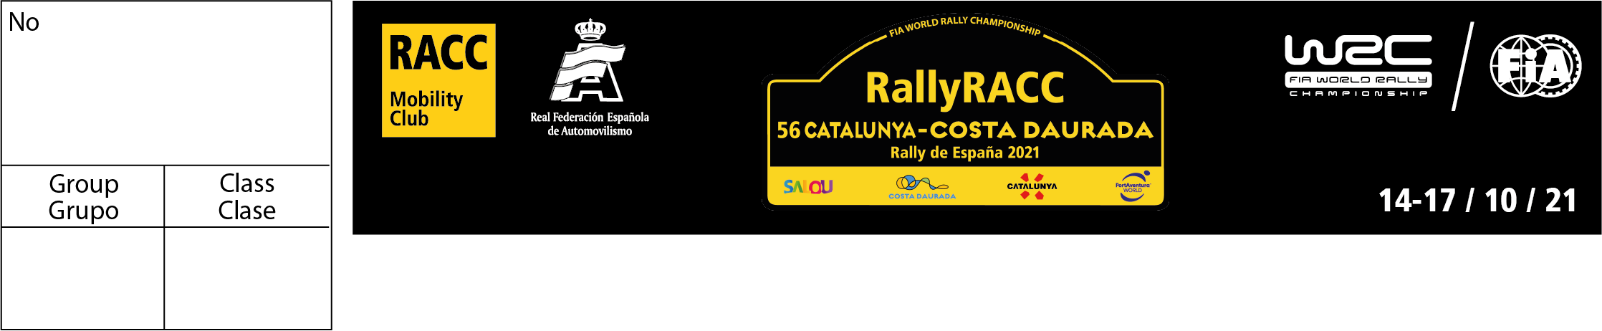 No
Group
Grupo
Class
Clase
RACC
Mobility
Club
Real Federación Española
de Automovilismo
FIA WORLD RALLY CHAMPIONSHIP
RallyRACC
56 CATALUNYA-COSTA DAURADA
Rally de España 2021
SALOU
COSTA DAURADA
CATALUNYA
PortAventura
WORLD
WRC
FIA WORLD RALLY
CHAMPIONSHIP
FiA
14-17 / 10 / 21